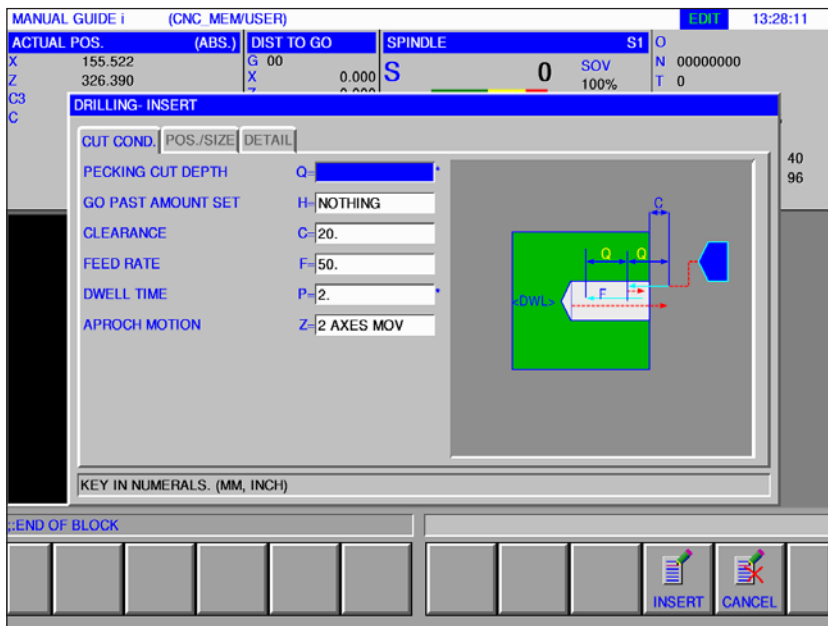 MANUAL GUIDE i (CNC_MEM/USER) EDIT 13:28:11
ACTUAL POS. (ABS.) DIST TO GO SPINDLE S1 O
X 155.522 G 00 S 0 SOV N 00000000
Z 326.390 X 0.000 100% T 0
C3
C
DRILLING- INSERT
CUT COND. POS./SIZE DETAIL
PECKING CUT DEPTH Q= *
GO PAST AMOUNT SET H=NOTHING
CLEARANCE C=20.
FEED RATE F=50.
DWELL TIME P=2. *
APROCH MOTION Z=2 AXES MOV
C
Q Q
F
<DWL>
40
96
KEY IN NUMERALS. (MM, INCH)
;:END OF BLOCK
INSERT CANCEL